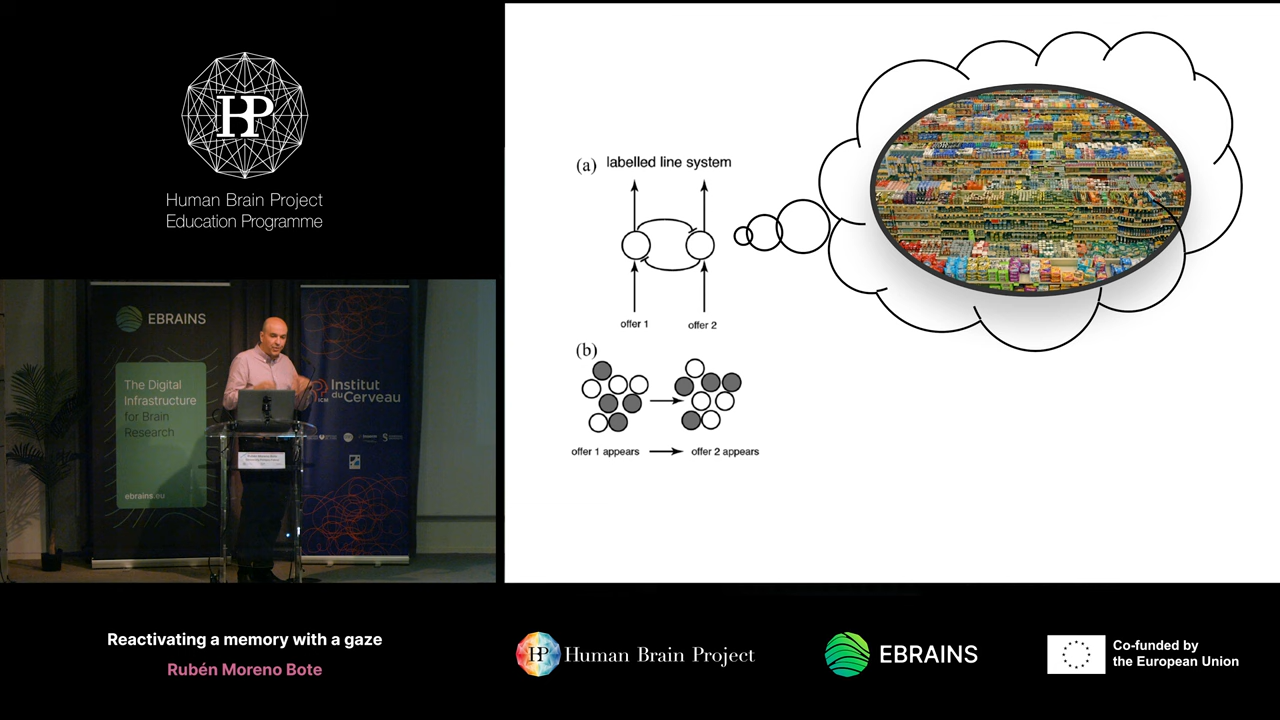 HP
Human Brain Project
Education Programme
EBRAINS
The Digital
Infrastructure
for Brain
Research
ebrains.eu
ICM
Institut
du Cerveau
(a) labelled line system
offer 1 offer 2
(b)
offer 1 appears offer 2 appears
Reactivating a memory with a gaze
Rubén Moreno Bote
HP Human Brain Project
EBRAINS
Co-funded by
the European Union